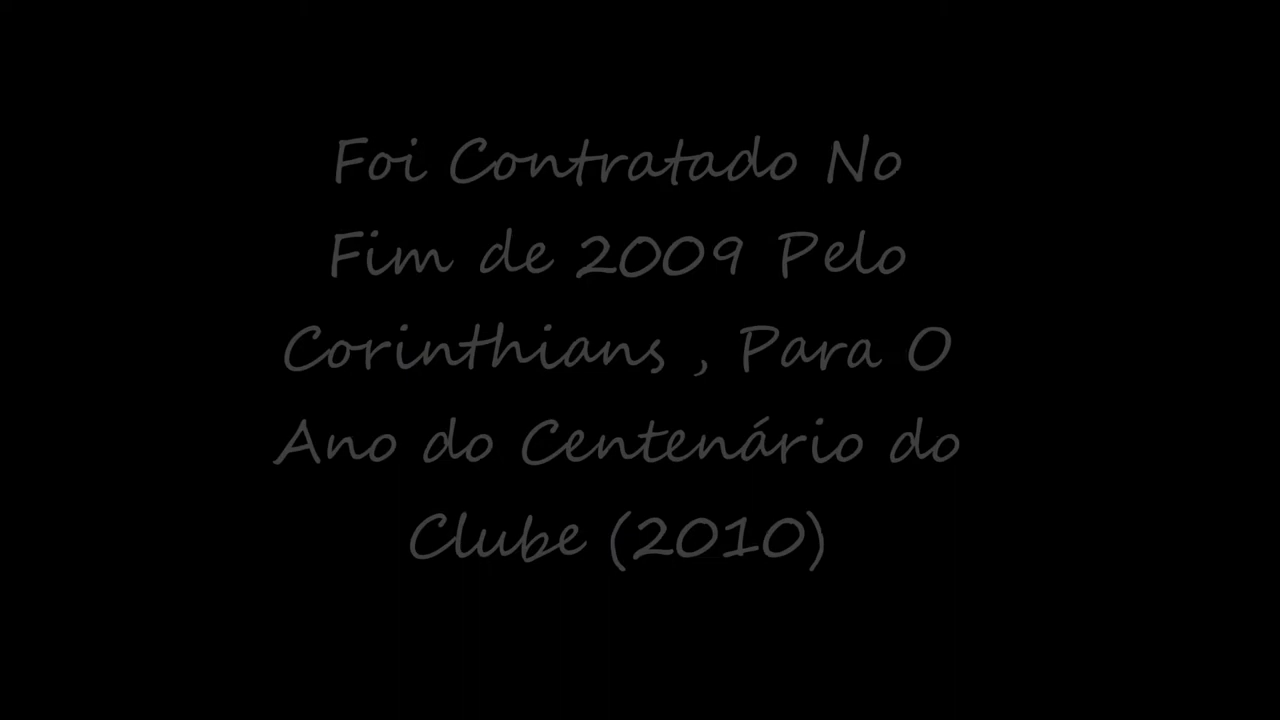 Foi Contratado No
Fim de 2009 Pelo
Corinthians , Para O
Ano do Centenário do
Clube (2010)